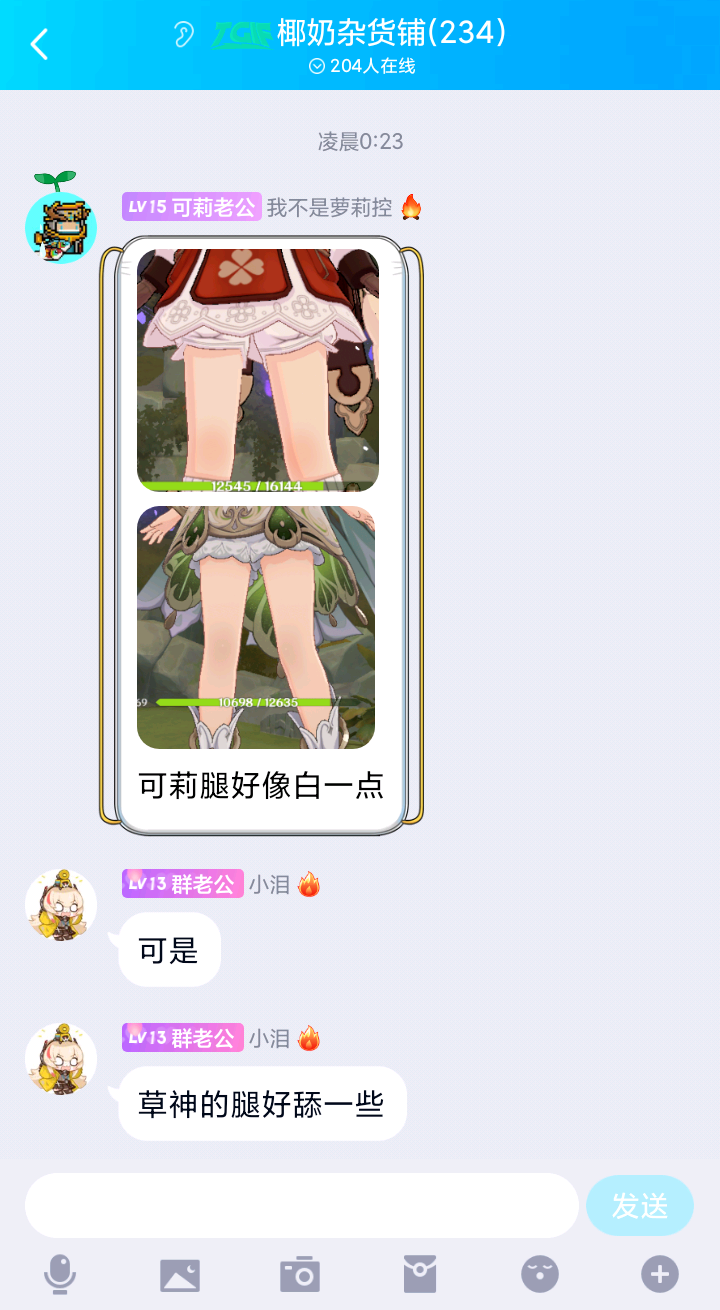 椰奶杂货铺(234)
204人在线
凌晨0:23
LV15 可莉老公 我不是萝莉控
12545 / 16144
69 10698 / 12635
可莉腿好像白一点
LV13 群老公 小泪
可是
LV13 群老公 小泪
草神的腿好舔一些
发送